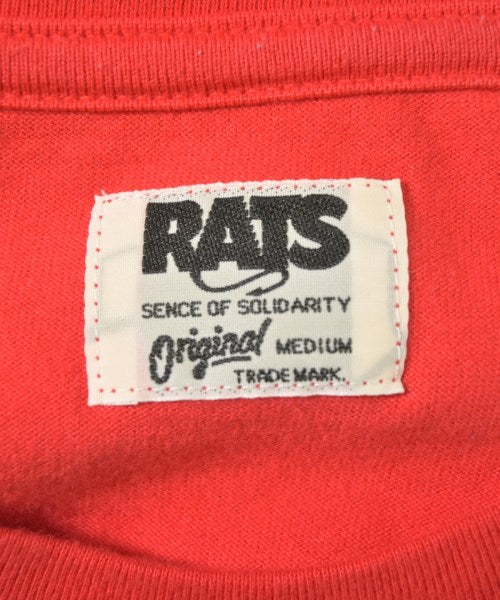 RATS
SENCE OF SOLIDARITY
Original MEDIUM
TRADE MARK.